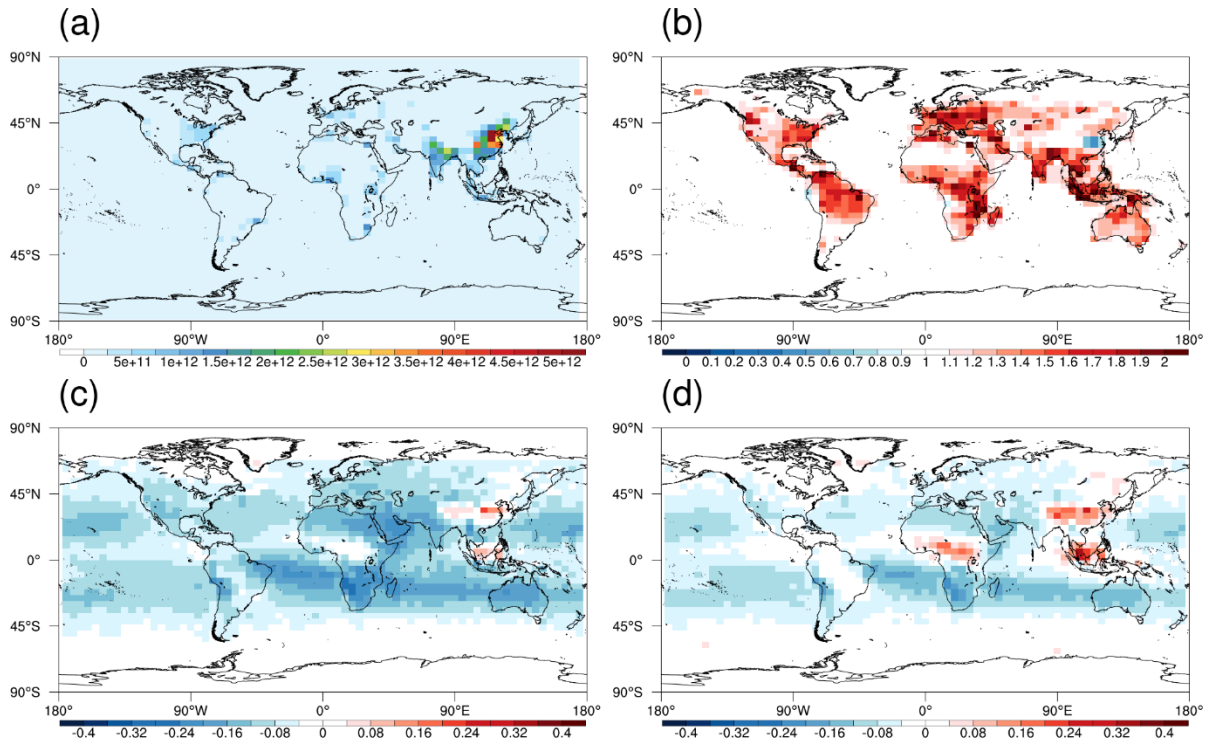 (a)
(b)
90°N
45°N
0°
45°S
90°S
180°
90°W
0°
90°E
180°
0
5e+11
1e+12
1.5e+12
2e+12
2.5e+12
3e+12
3.5e+12
4e+12
4.5e+12
5e+12
90°N
45°N
0°
45°S
90°S
180°
90°W
0°
90°E
180°
0
0.1
0.2
0.3
0.4
0.5
0.6
0.7
0.8
0.9
1
1.1
1.2
1.3
1.4
1.5
1.6
1.7
1.8
1.9
2
(c)
(d)
90°N
45°N
0°
45°S
90°S
180°
90°W
0°
90°E
180°
-0.4
-0.32
-0.24
-0.16
-0.08
0
0.08
0.16
0.24
0.32
0.4
90°N
45°N
0°
45°S
90°S
180°
90°W
0°
90°E
180°
-0.4
-0.32
-0.24
-0.16
-0.08
0
0.08
0.16
0.24
0.32
0.4